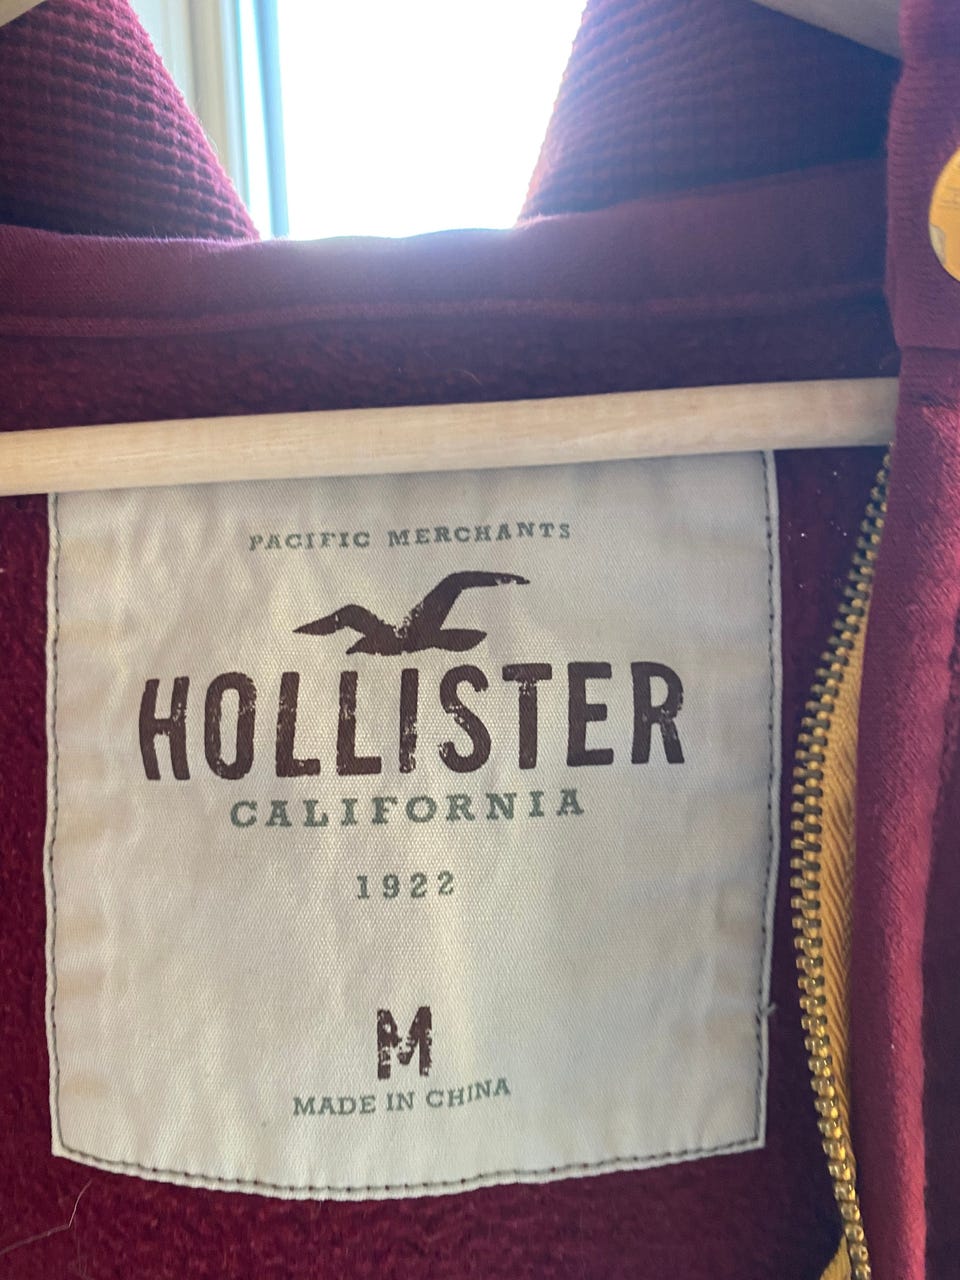 PACIFIC MERCHANTS
HOLLISTER
CALIFORNIA
1922
M
MADE IN CHINA